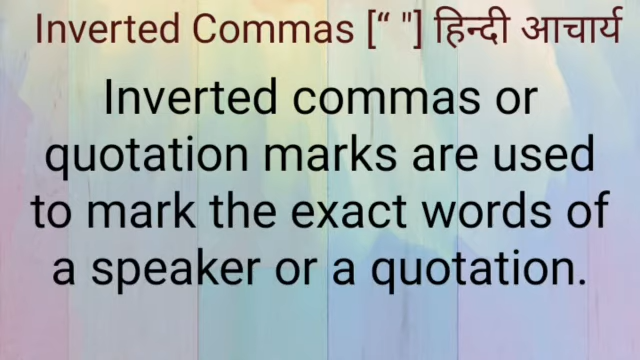 Inverted Commas [“ "] हिन्दी आचार्य
Inverted commas or
quotation marks are used
to mark the exact words of
a speaker or a quotation.